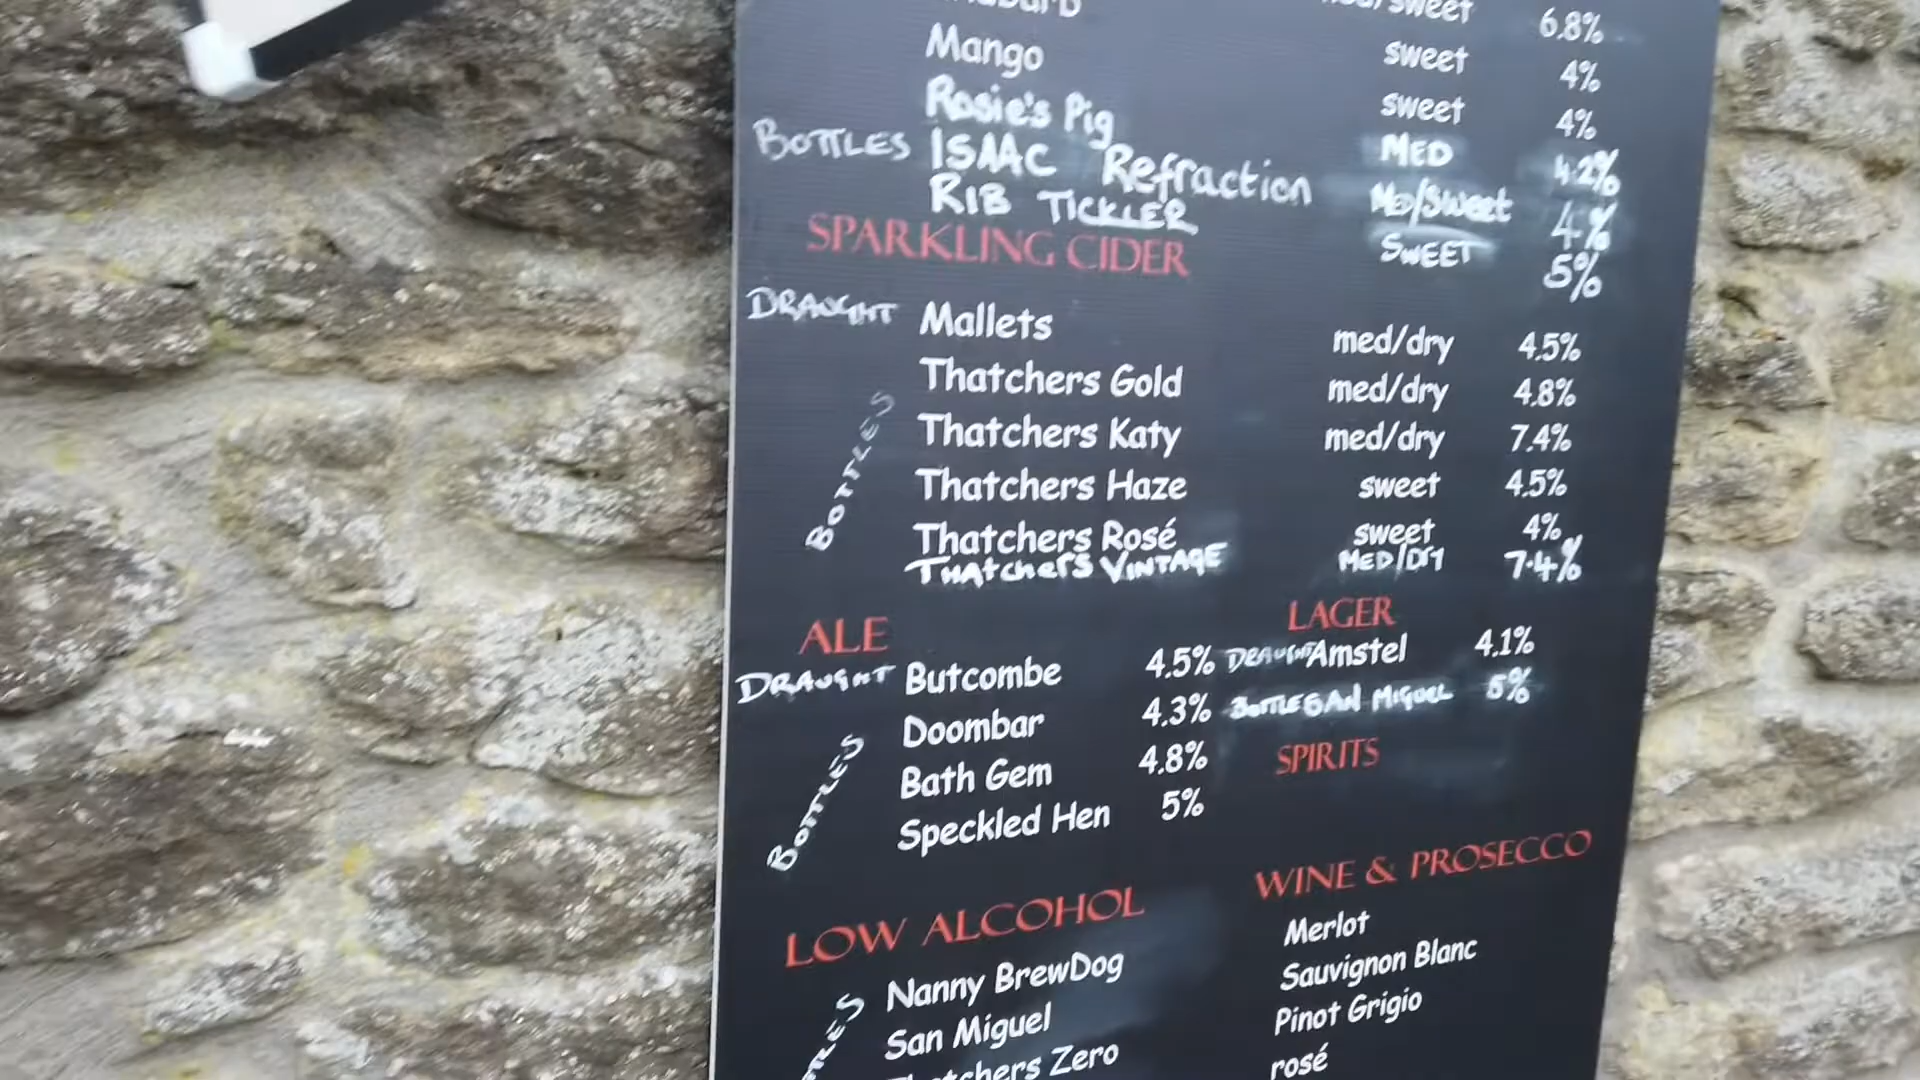 med/sweet 6.8%
Mango sweet 4%
Rosie's Pig sweet 4%
BOTTLES ISAAC Refraction MED 4.2%
RIB TICKLER MED/Sweet 4%
SWEET 5%
SPARKLING CIDER
DRAUGHT Mallets med/dry 4.5%
Thatchers Gold med/dry 4.8%
BOTTLES
Thatchers Katy med/dry 7.4%
Thatchers Haze sweet 4.5%
Thatchers Rosé sweet 4%
THAtcherS VINTAGE MED/DRY 7.4%
ALE
DRAUGHT Butcombe 4.5%
Doombar 4.3%
BOTTLES
Bath Gem 4.8%
Speckled Hen 5%
LAGER
DRAUGHT Amstel 4.1%
BOTTLE SAN MIGUEL 5%
SPIRITS
LOW ALCOHOL
Nanny BrewDog
San Miguel
Thatchers Zero
WINE & PROSECCO
Merlot
Sauvignon Blanc
Pinot Grigio
rosé